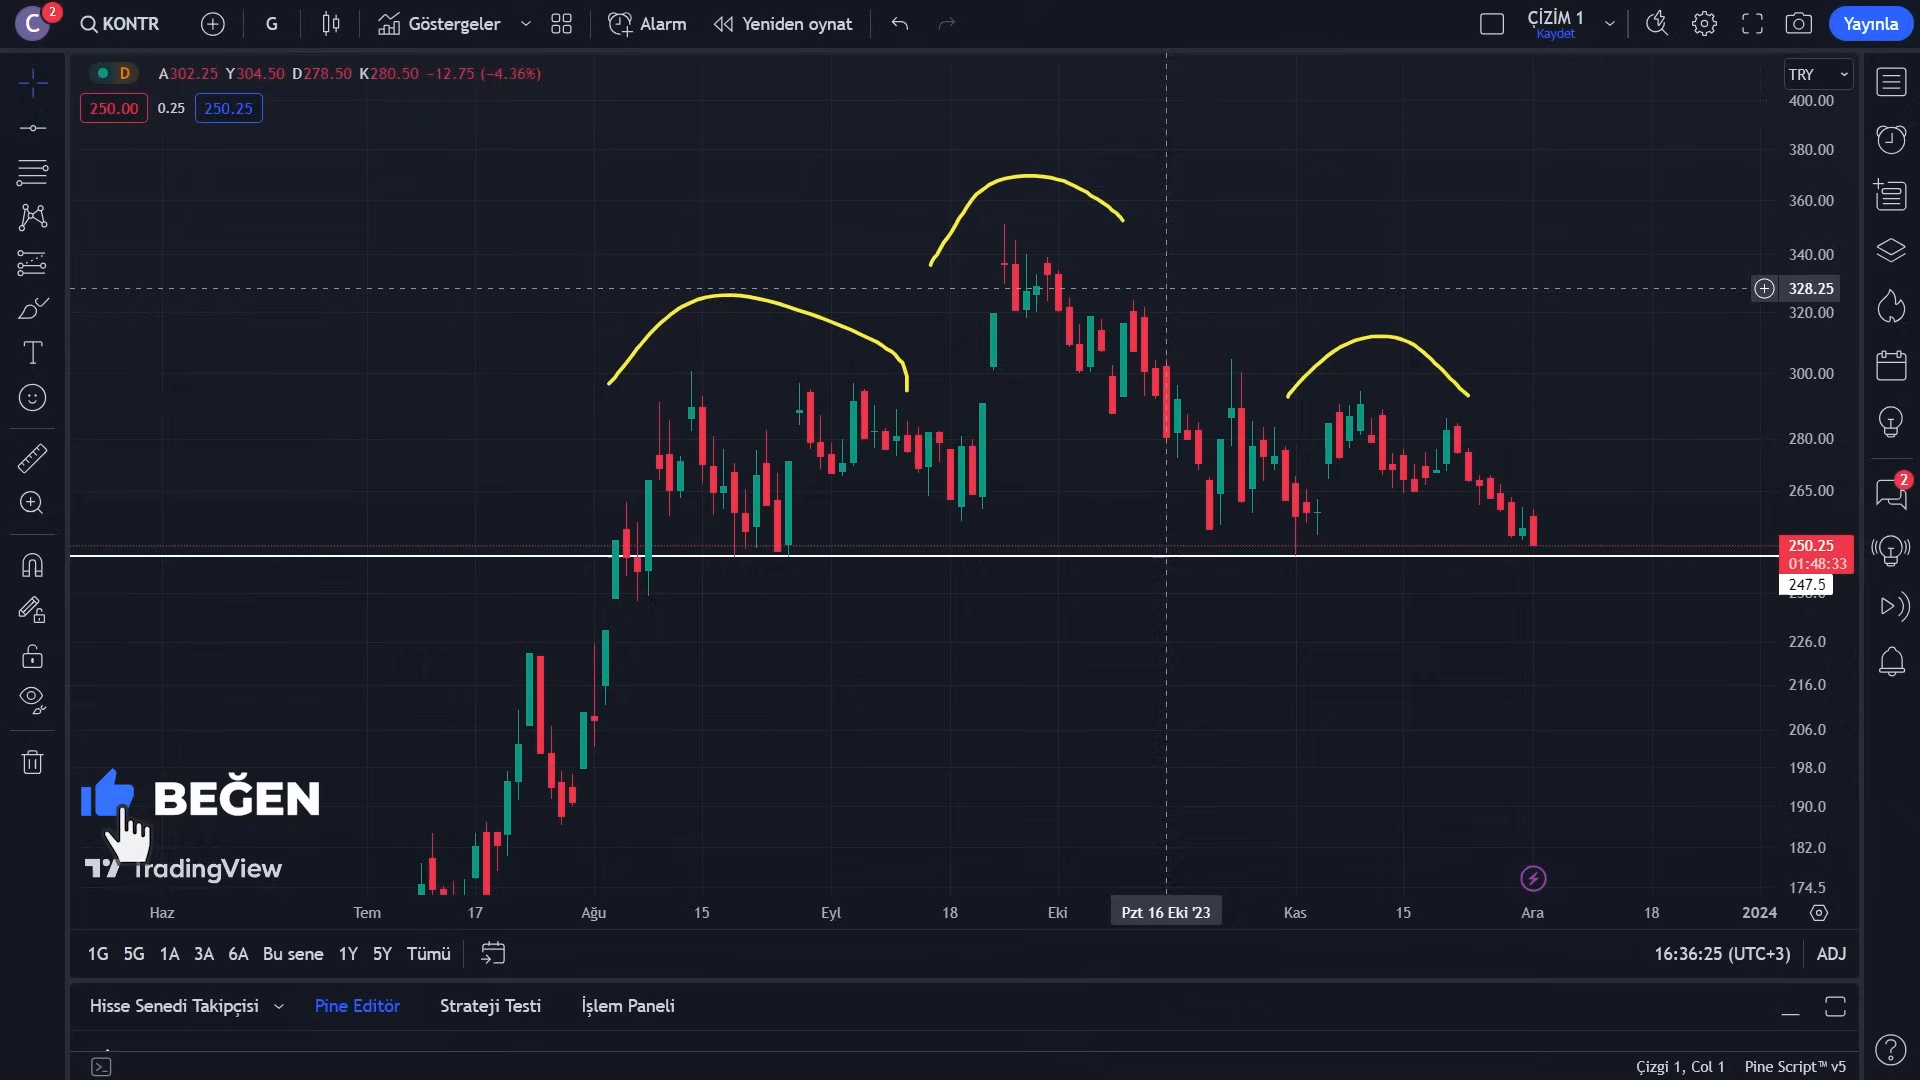 C 2 KONTR G Göstergeler Alarm Yeniden oynat ÇİZİM 1 Kaydet Yayınla
D A302.25 Y304.50 D278.50 K280.50 −12.75 (−4.36%)
250.00 0.25 250.25
TRY
400.00
380.00
360.00
340.00
328.25
320.00
300.00
280.00
265.00
250.25
01:48:33
247.5
226.0
216.0
206.0
198.0
190.0
182.0
174.5
2
BEĞEN
TradingView
Haz Tem 17 Ağu 15 Eyl 18 Eki Pzt 16 Eki '23 Kas 15 Ara 18 2024
1G 5G 1A 3A 6A Bu sene 1Y 5Y Tümü 16:36:25 (UTC+3) ADJ
Hisse Senedi Takipçisi Pine Editör Strateji Testi İşlem Paneli
Çizgi 1, Col 1 Pine Script™ v5